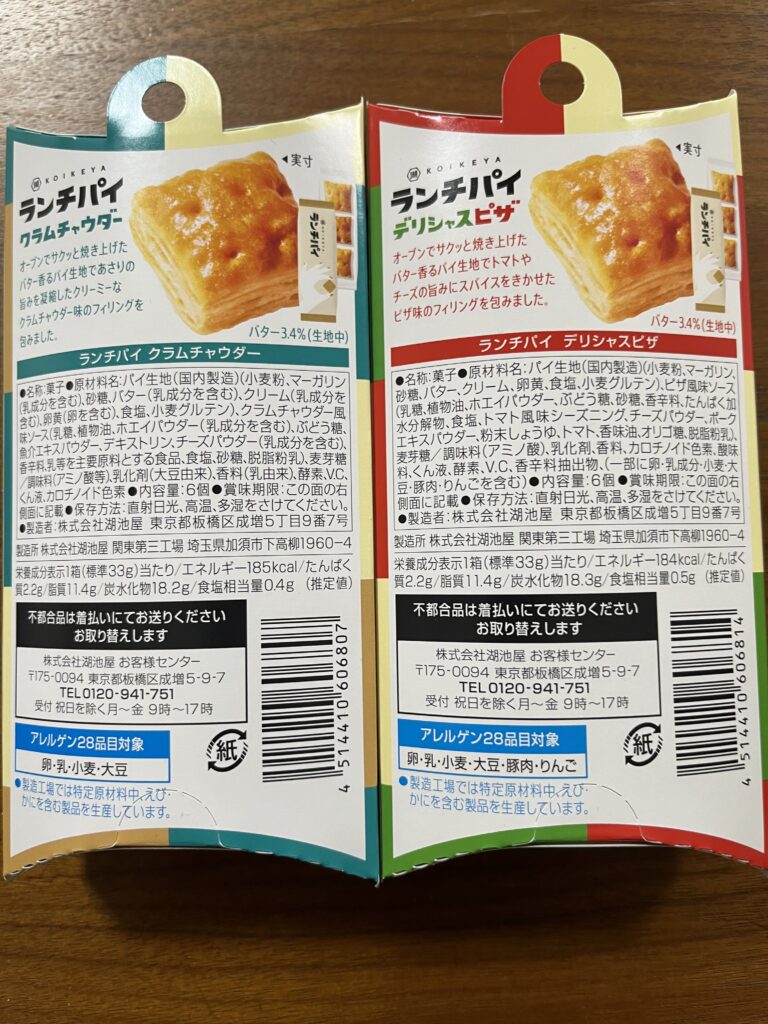 KOIKEYA
ランチパイ
クラムチャウダー
◀実寸
オーブンでサクッと焼き上げた
バター香るパイ生地であさりの
旨みを凝縮したクリーミーな
クラムチャウダー味のフィリングを
包みました。
ランチパイ
バター3.4%(生地中)
ランチパイ クラムチャウダー
●名称:菓子●原材料名:パイ生地(国内製造)(小麦粉、マーガリン
(乳成分を含む)、砂糖、バター(乳成分を含む)、クリーム(乳成分を
含む)、卵黄(卵を含む)、食塩、小麦グルテン)、クラムチャウダー風
味ソース(乳糖、植物油、ホエイパウダー(乳成分を含む)、ぶどう糖、
魚介エキスパウダー、デキストリン、チーズパウダー(乳成分を含む)、
香辛料、乳等を主要原料とする食品、食塩、砂糖、脱脂粉乳)、麦芽糖
/調味料(アミノ酸等)、乳化剤(大豆由来)、香料(乳由来)、酵素、V.C、
くん液、カロチノイド色素 ●内容量:6個 ●賞味期限:この面の右
側面に記載 ●保存方法:直射日光、高温、多湿をさけてください。
●製造者:株式会社湖池屋 東京都板橋区成増5丁目9番7号
製造所 株式会社湖池屋 関東第三工場 埼玉県加須市下高柳1960-4
栄養成分表示1箱(標準33g)当たり/エネルギー185kcal/たんぱく
質2.2g/脂質11.4g/炭水化物18.2g/食塩相当量0.4g (推定値)
不都合品は着払いにてお送りください
お取り替えします
株式会社湖池屋 お客様センター
〒175-0094 東京都板橋区成増5-9-7
TEL0120-941-751
受付 祝日を除く月〜金 9時〜17時
紙
4 514410 606807
アレルゲン28品目対象
卵・乳・小麦・大豆
●製造工場では特定原材料中、えび・
かにを含む製品を生産しています。
KOIKEYA
ランチパイ
デリシャスピザ
◀実寸
オーブンでサクッと焼き上げた
バター香るパイ生地でトマトや
チーズの旨みにスパイスをきかせた
ピザ味のフィリングを包みました。
ランチパイ
バター3.4%(生地中)
ランチパイ デリシャスピザ
●名称:菓子●原材料名:パイ生地(国内製造)(小麦粉、マーガリン、
砂糖、バター、クリーム、卵黄、食塩、小麦グルテン)、ピザ風味ソース
(乳糖、植物油、ホエイパウダー、ぶどう糖、砂糖、香辛料、たんぱく加
水分解物、食塩、トマト風味シーズニング、チーズパウダー、ポーク
エキスパウダー、粉末しょうゆ、トマト、香味油、オリゴ糖、脱脂粉乳)、
麦芽糖/調味料(アミノ酸)、乳化剤、香料、カロチノイド色素、酸味
料、くん液、酵素、V.C、香辛料抽出物、(一部に卵・乳成分・小麦・大
豆・豚肉・りんごを含む) ●内容量:6個 ●賞味期限:この面の右
側面に記載 ●保存方法:直射日光、高温、多湿をさけてください。
●製造者:株式会社湖池屋 東京都板橋区成増5丁目9番7号
製造所 株式会社湖池屋 関東第三工場 埼玉県加須市下高柳1960-4
栄養成分表示1箱(標準33g)当たり/エネルギー184kcal/たんぱく
質2.2g/脂質11.4g/炭水化物18.3g/食塩相当量0.5g (推定値)
不都合品は着払いにてお送りください
お取り替えします
株式会社湖池屋 お客様センター
〒175-0094 東京都板橋区成増5-9-7
TEL0120-941-751
受付 祝日を除く月〜金 9時〜17時
紙
4 514410 606814
アレルゲン28品目対象
卵・乳・小麦・大豆・豚肉・りんご
●製造工場では特定原材料中、えび・
かにを含む製品を生産しています。